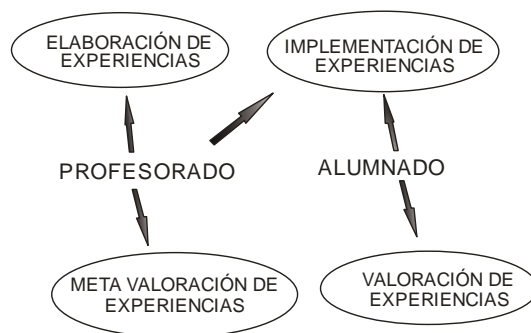 ELABORACIÓN DE
EXPERIENCIAS
IMPLEMENTACIÓN DE
EXPERIENCIAS
PROFESORADO
ALUMNADO
META VALORACIÓN DE
EXPERIENCIAS
VALORACIÓN DE
EXPERIENCIAS